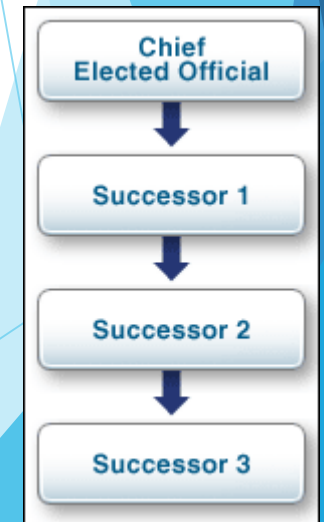 Chief
Elected Official
Successor 1
Successor 2
Successor 3